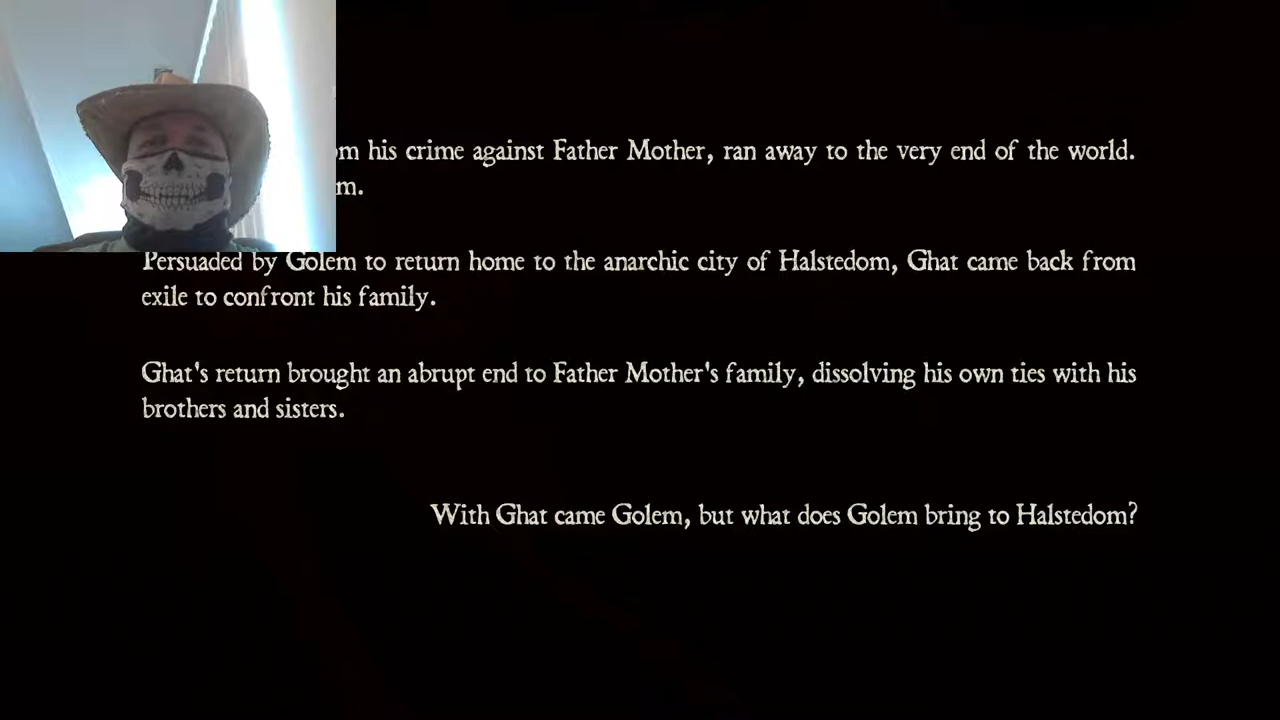 om his crime against Father Mother, ran away to the very end of the world.
m.
Persuaded by Golem to return home to the anarchic city of Halstedom, Ghat came back from
exile to confront his family.
Ghat's return brought an abrupt end to Father Mother's family, dissolving his own ties with his
brothers and sisters.
With Ghat came Golem, but what does Golem bring to Halstedom?